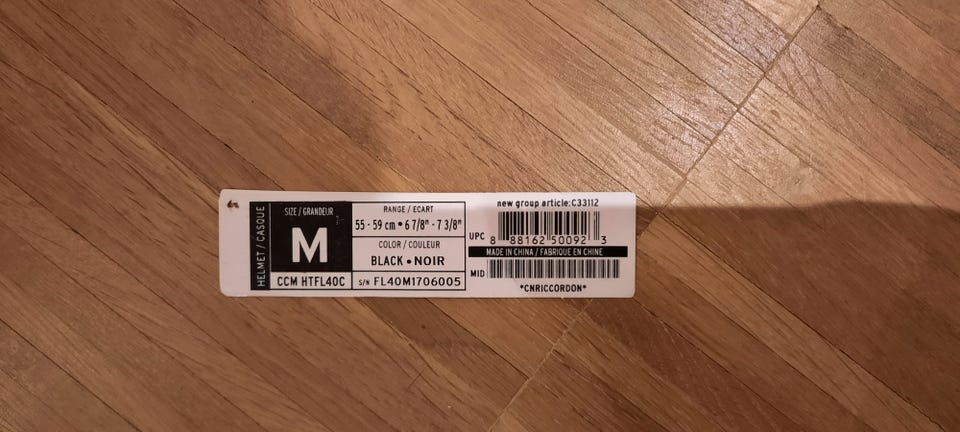 HELMET / CASQUE
SIZE / GRANDEUR
M
CCM HTFL40C
RANGE / ECART
55 - 59 cm • 6 7/8" - 7 3/8"
COLOR / COULEUR
BLACK • NOIR
S/N FL40M1706005
new group article:C33112
UPC 8 88162 50092 3
MADE IN CHINA / FABRIQUE EN CHINE
MID
*CNRICCORDON*